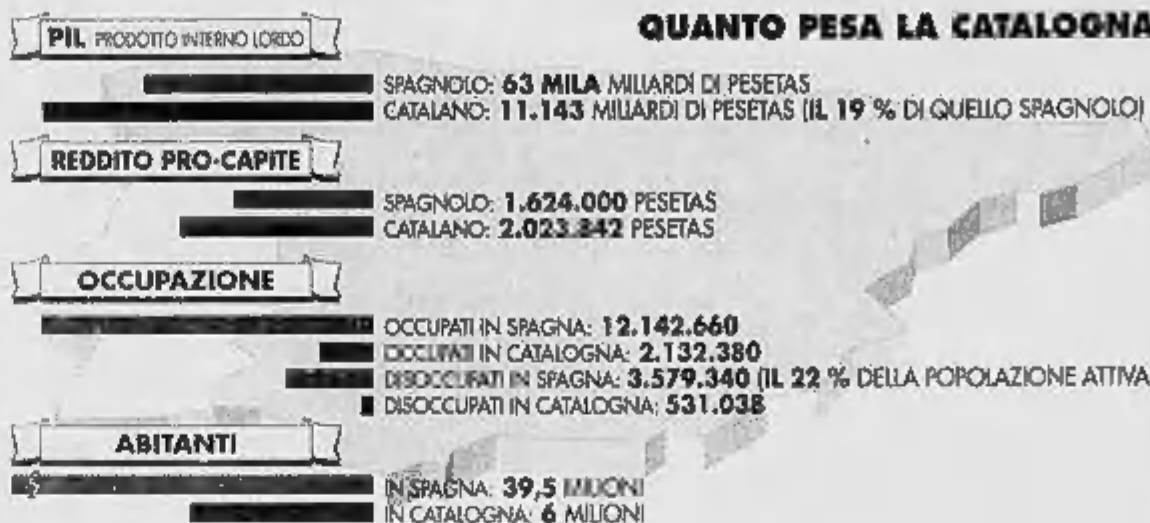 QUANTO PESA LA CATALOGNA
PIL PRODOTTO INTERNO LORDO
SPAGNOLO: 63 MILA MILIARDI DI PESETAS
CATALANO: 11.143 MILIARDI DI PESETAS (IL 19 % DI QUELLO SPAGNOLO)
REDDITO PRO-CAPITE
SPAGNOLO: 1.624.000 PESETAS
CATALANO: 2.023.842 PESETAS
OCCUPAZIONE
OCCUPATI IN SPAGNA: 12.142.660
OCCUPATI IN CATALOGNA: 2.132.380
DISOCCUPATI IN SPAGNA: 3.579.340 (IL 22 % DELLA POPOLAZIONE ATTIVA
DISOCCUPATI IN CATALOGNA: 531.038
ABITANTI
IN SPAGNA: 39,5 MILIONI
IN CATALOGNA: 6 MILIONI